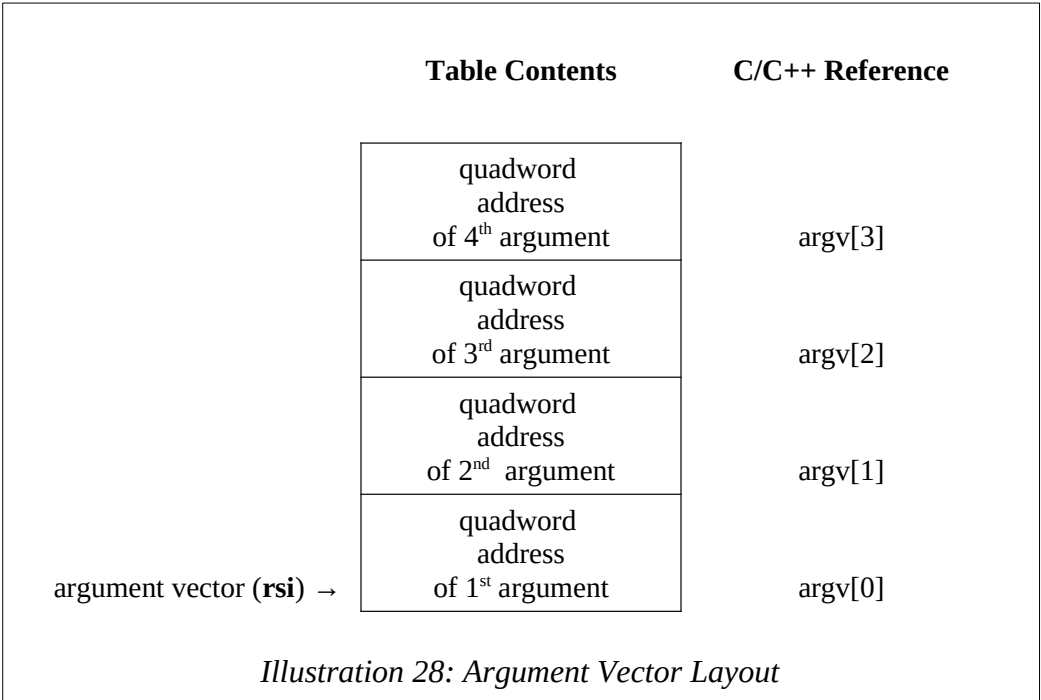 Table Contents C/C++ Reference
quadword
address
of 4th argument argv[3]
quadword
address
of 3rd argument argv[2]
quadword
address
of 2nd argument argv[1]
quadword
address
argument vector (rsi) → of 1st argument argv[0]
Illustration 28: Argument Vector Layout